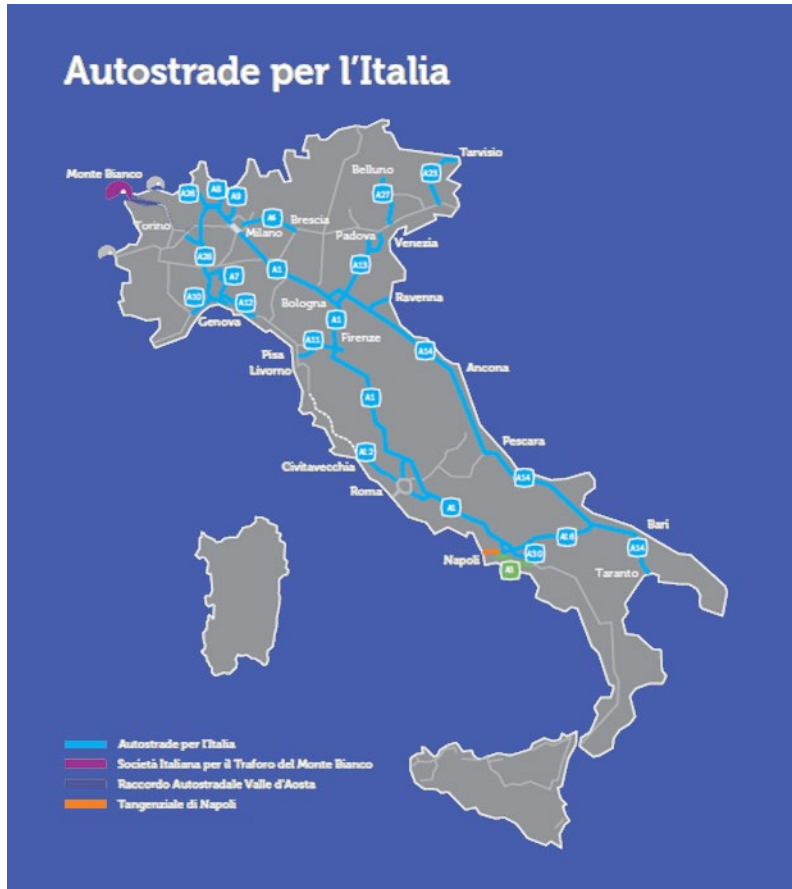 Autostrade per l'Italia
Tarvisio
Monte Bianco
Belluno
A23
A26
A8
A9
A27
A4
Brescia
Torino
Milano
Padova
Venezia
A26
A7
A1
A13
A10
A12
Bologna
Ravenna
Genova
A1
A11
Firenze
Pisa
A14
Livorno
Ancona
A1
Pescara
A12
Civitavecchia
A14
Roma
A1
Bari
A16
A14
Napoli
A30
A3
Taranto
Autostrade per l'Italia
Società Italiana per il Traforo del Monte Bianco
Raccordo Autostradale Valle d'Aosta
Tangenziale di Napoli